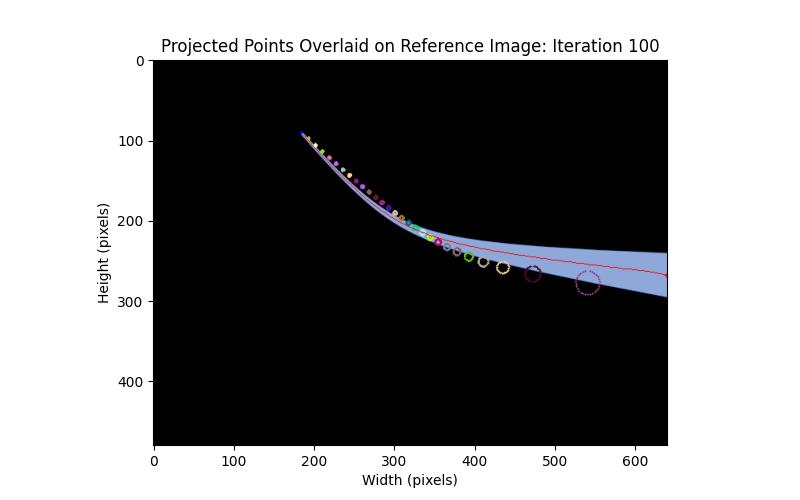 Projected Points Overlaid on Reference Image: Iteration 100
0
100
200
300
400
Height (pixels)
0 100 200 300 400 500 600
Width (pixels)